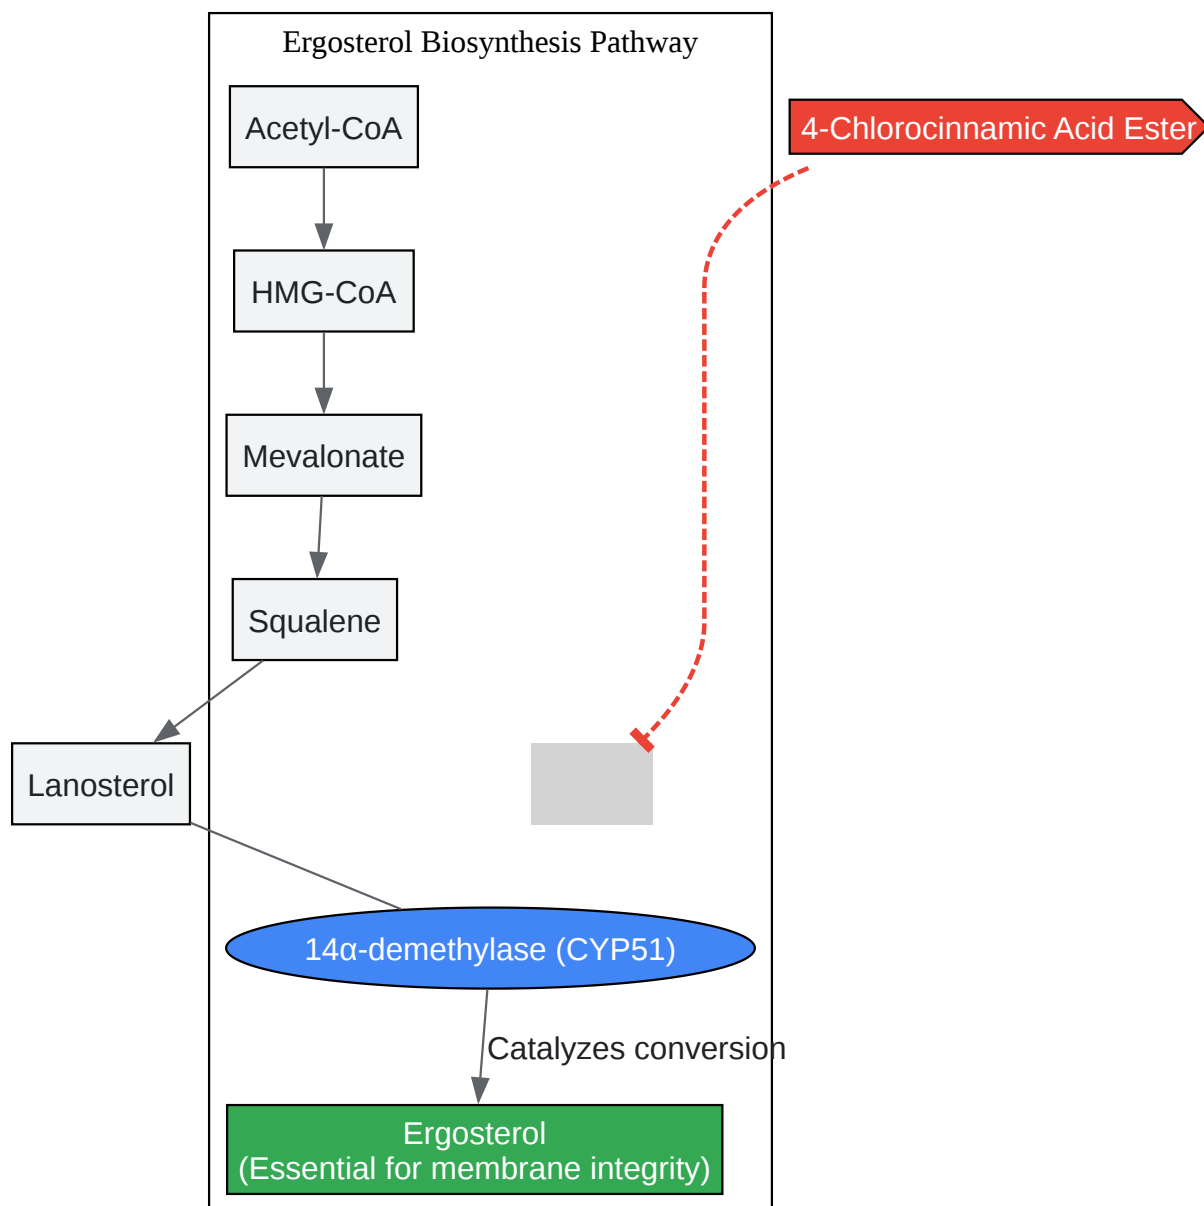 Ergosterol Biosynthesis Pathway
Acetyl-CoA
4-Chlorocinnamic Acid Ester
HMG-CoA
Mevalonate
Squalene
Lanosterol
14α-demethylase (CYP51)
Catalyzes conversion
Ergosterol
(Essential for membrane integrity)